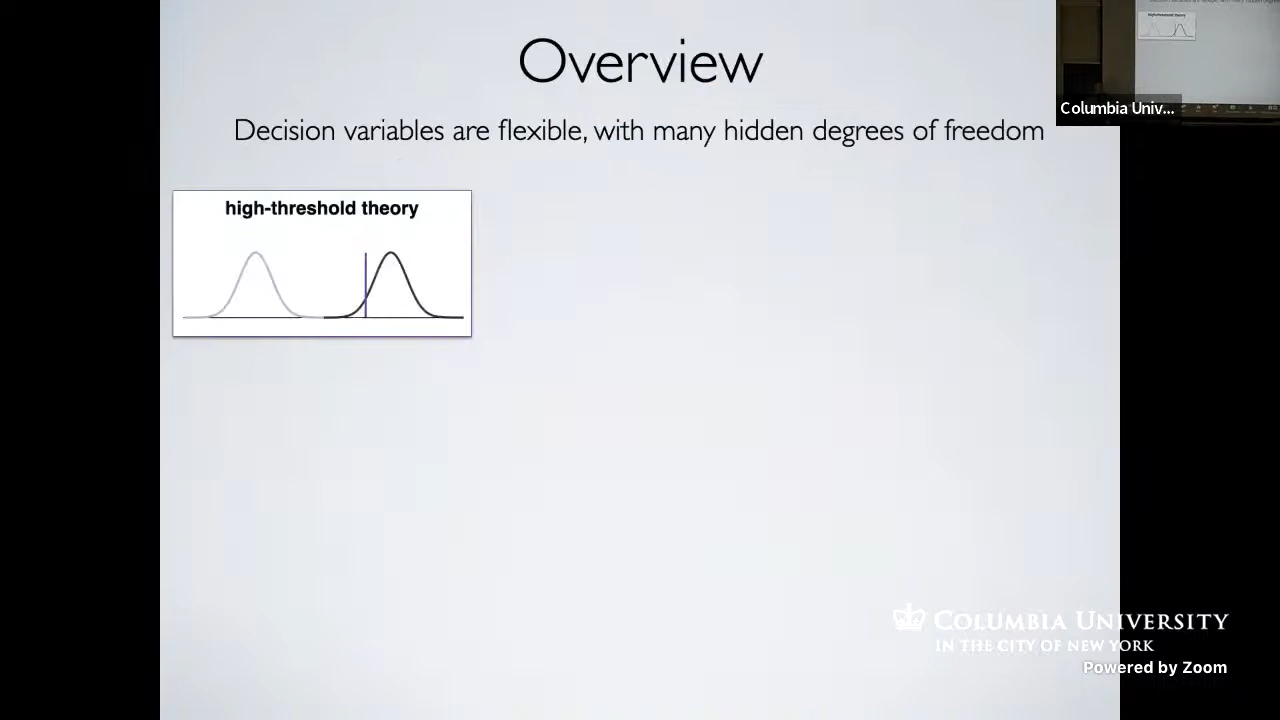 Overview
Decision variables are flexible, with many hidden degrees of freedom
high-threshold theory
Columbia Univ...
COLUMBIA UNIVERSITY
IN THE CITY OF NEW YORK
Powered by Zoom